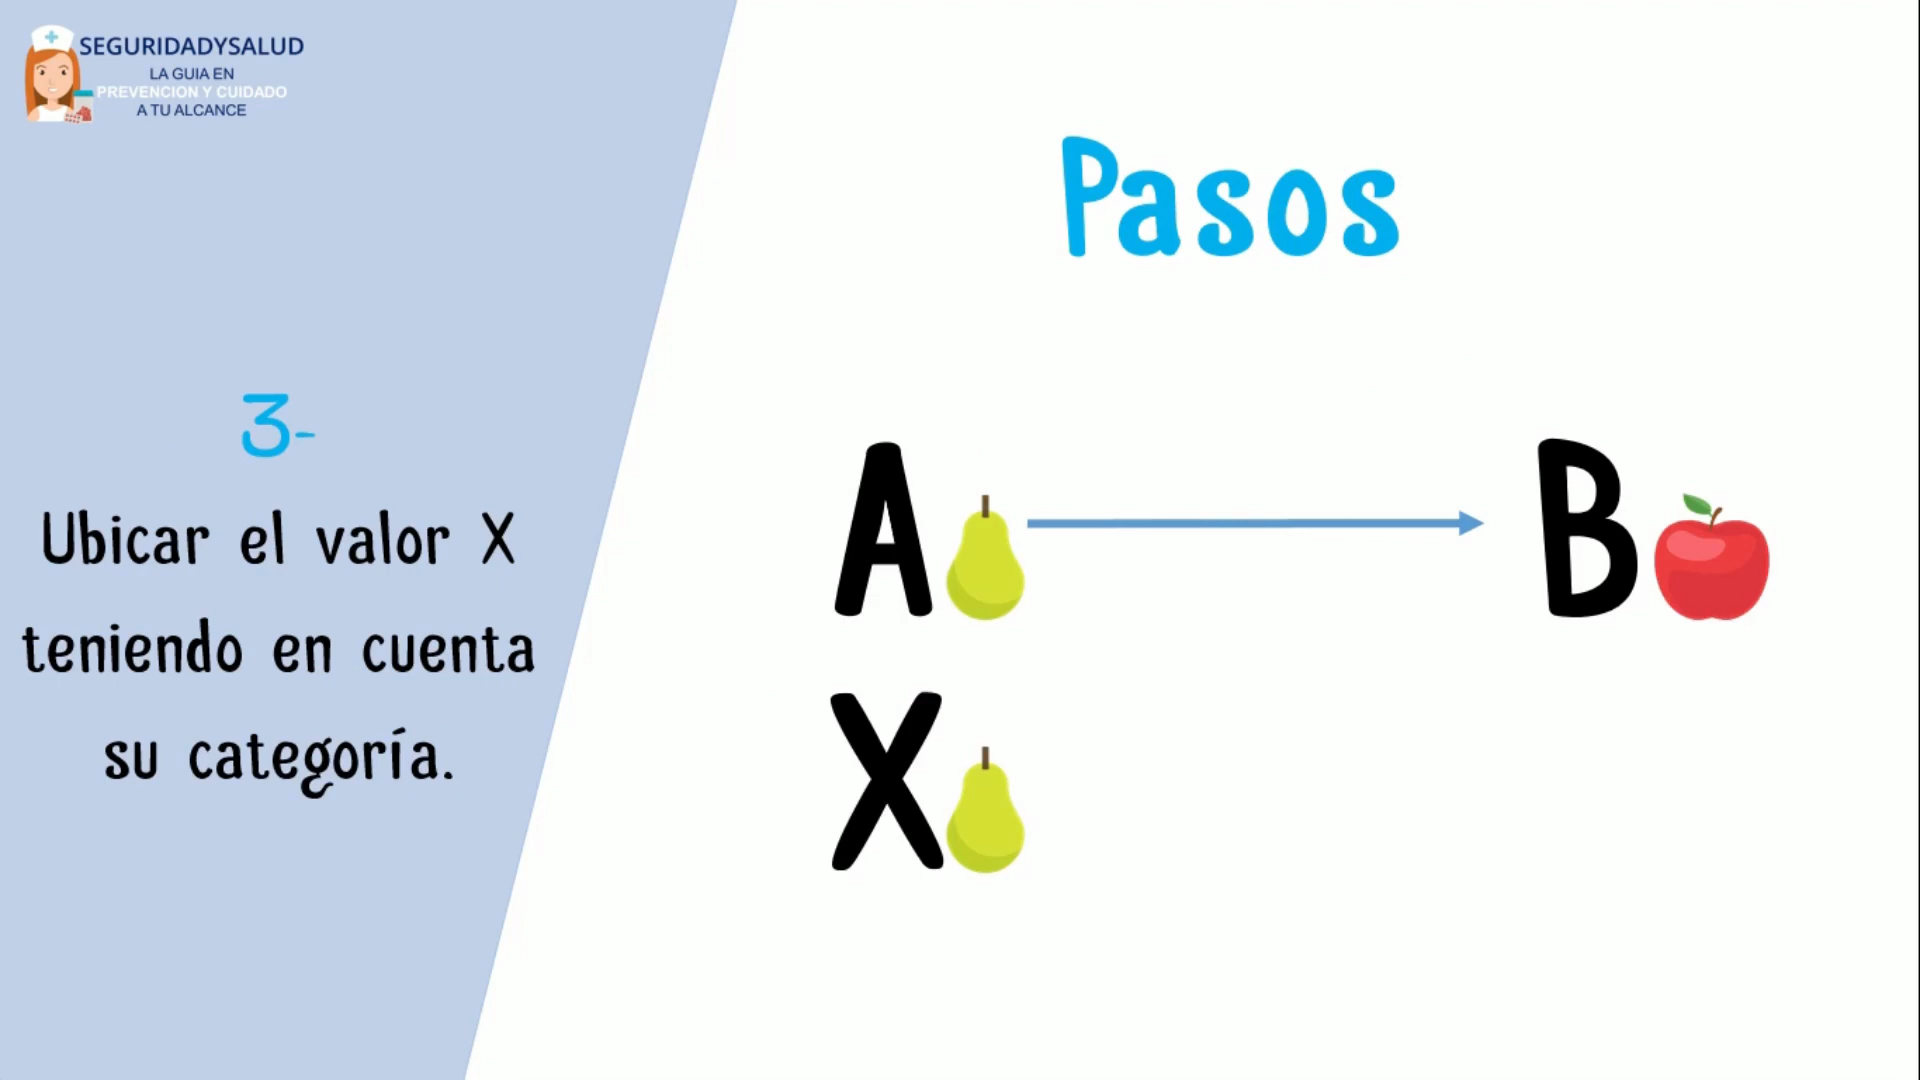 SEGURIDADYSALUD
LA GUIA EN
PREVENCION Y CUIDADO
A TU ALCANCE
Pasos
3-
Ubicar el valor X
teniendo en cuenta
su categoría.
A B
X